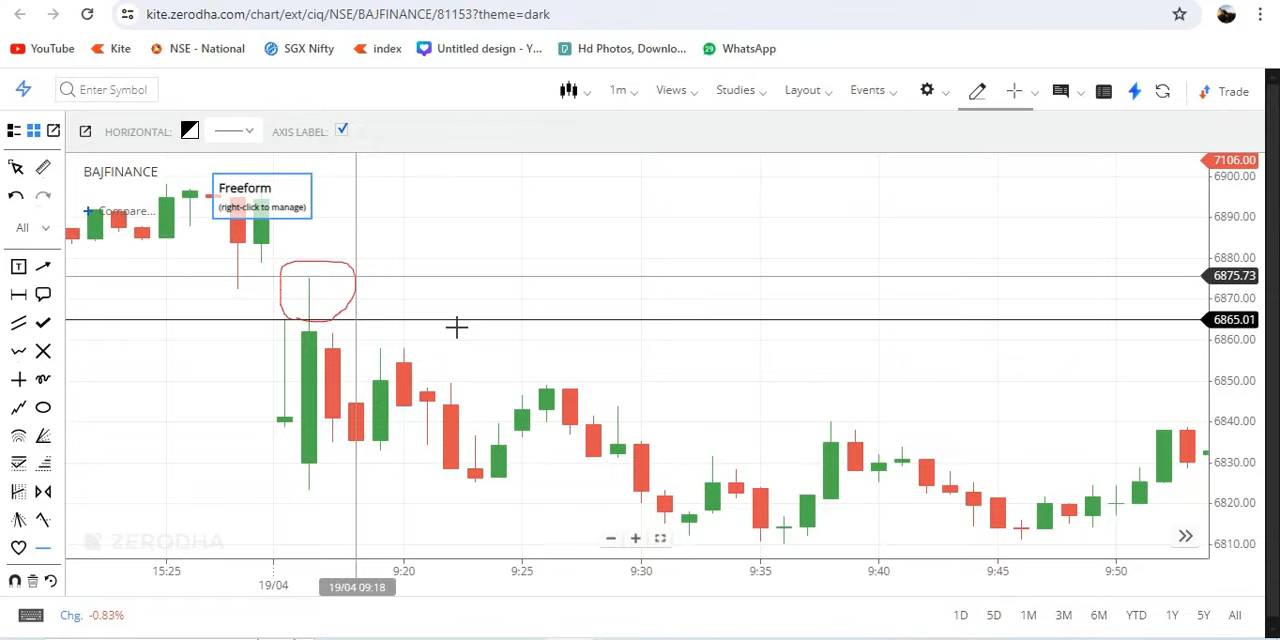 kite.zerodha.com/chart/ext/ciq/NSE/BAJFINANCE/81153?theme=dark
YouTube Kite NSE - National SGX Nifty index Untitled design - Y... Hd Photos, Downlo... 29 WhatsApp
Enter Symbol 1m Views Studies Layout Events Trade
HORIZONTAL: AXIS LABEL:
BAJFINANCE
Compare...
Freeform
(right-click to manage)
All
T
7106.00
6900.00
6890.00
6880.00
6875.73
6870.00
6865.01
6860.00
6850.00
6840.00
6830.00
6820.00
6810.00
ZERODHA
15:25 9:20 9:25 9:30 9:35 9:40 9:45 9:50
19/04 19/04 09:18
Chg. -0.83% 1D 5D 1M 3M 6M YTD 1Y 5Y All